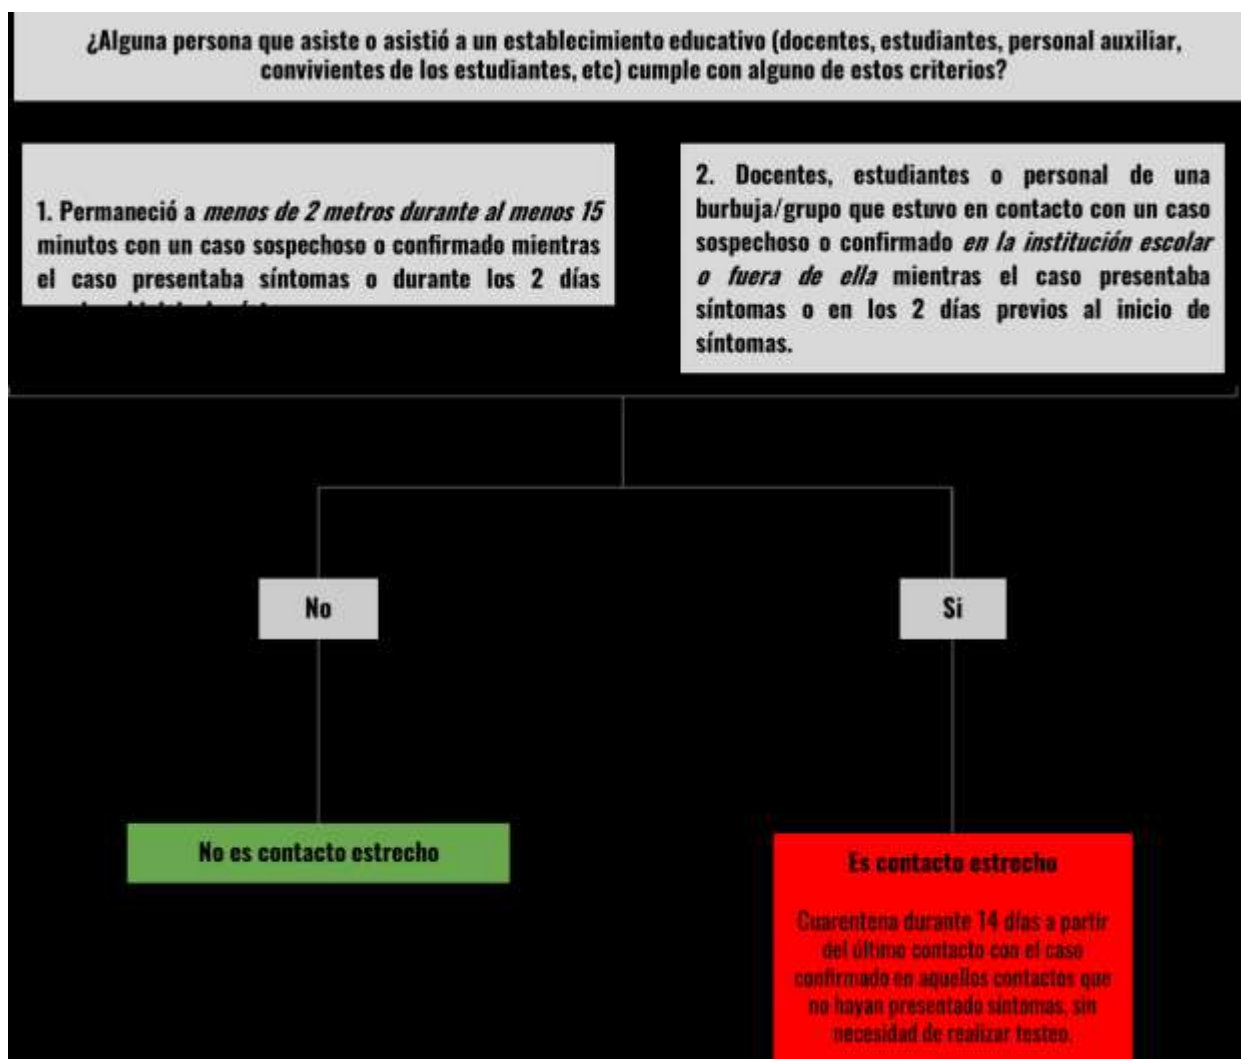 ¿Alguna persona que asiste o asistió a un establecimiento educativo (docentes, estudiantes, personal auxiliar,
convivientes de los estudiantes, etc) cumple con alguno de estos criterios?
1. Permaneció a menos de 2 metros durante al menos 15
minutos con un caso sospechoso o confirmado mientras
el caso presentaba síntomas o durante los 2 días
2. Docentes, estudiantes o personal de una
burbuja/grupo que estuvo en contacto con un caso
sospechoso o confirmado en la institución escolar
o fuera de ella mientras el caso presentaba
síntomas o en los 2 días previos al inicio de
síntomas.
No
Si
No es contacto estrecho
Es contacto estrecho
Cuarentena durante 14 días a partir
del último contacto con el caso
confirmado en aquellos contactos que
no hayan presentado síntomas, sin
necesidad de realizar testeo.